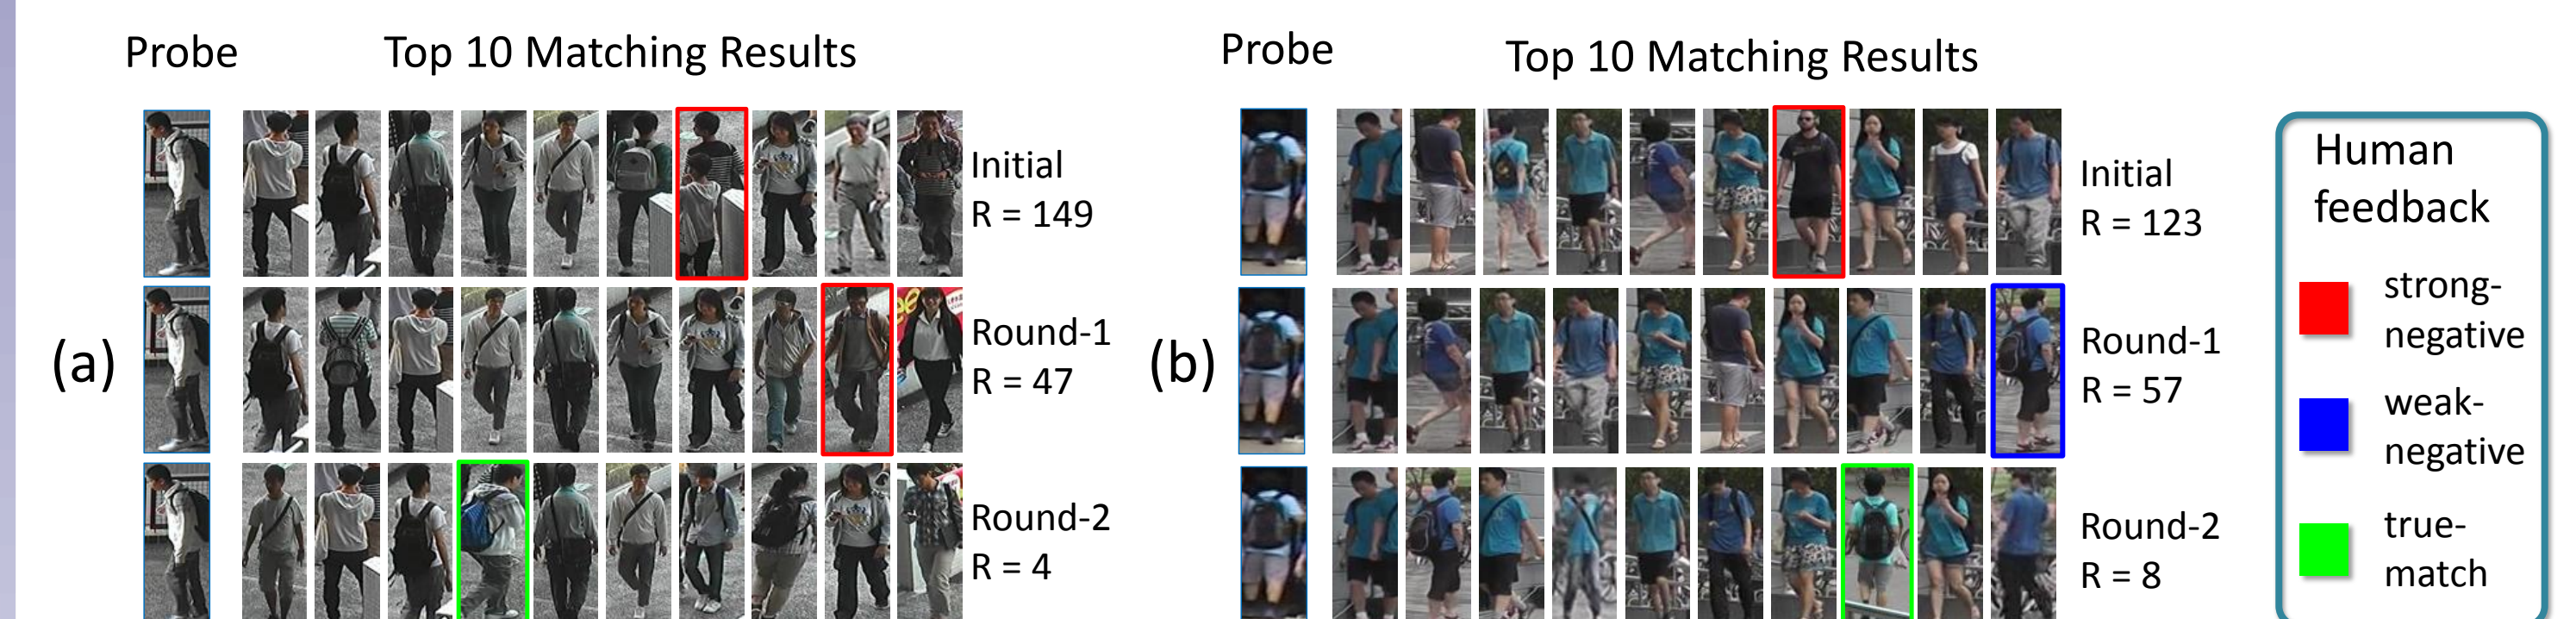 Probe
Top 10 Matching Results
Initial
R = 149
(a)
Round-1
R = 47
Round-2
R = 4
Probe
Top 10 Matching Results
Initial
R = 123
(b)
Round-1
R = 57
Round-2
R = 8
Human
feedback
strong-
negative
weak-
negative
true-
match